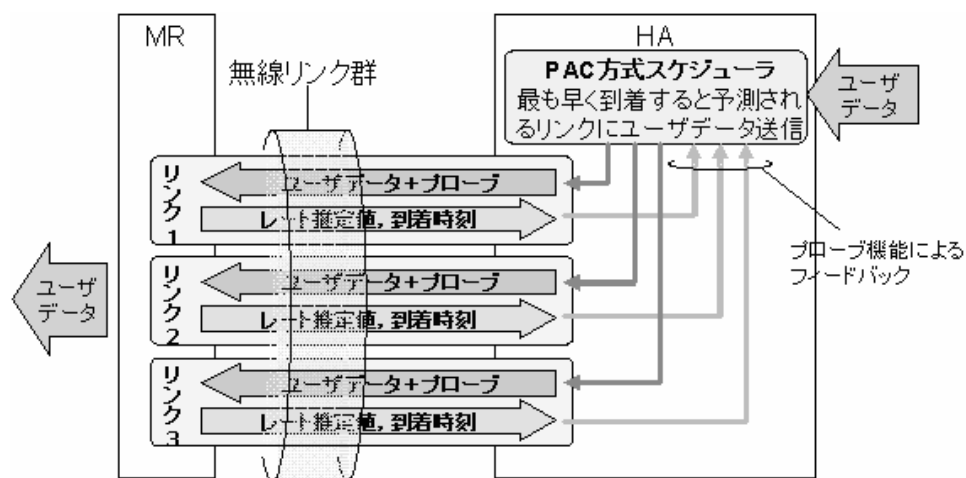 MR
HA
無線リンク群
PAC方式スケジューラ
最も早く到着すると予測され
るリンクにユーザデータ送信
ユーザ
データ
リンク1
ユーザデータ+プローブ
レート推定値,到着時刻
リンク2
ユーザデータ+プローブ
レート推定値,到着時刻
リンク3
ユーザデータ+プローブ
レート推定値,到着時刻
プローブ機能による
フィードバック
ユーザ
データ